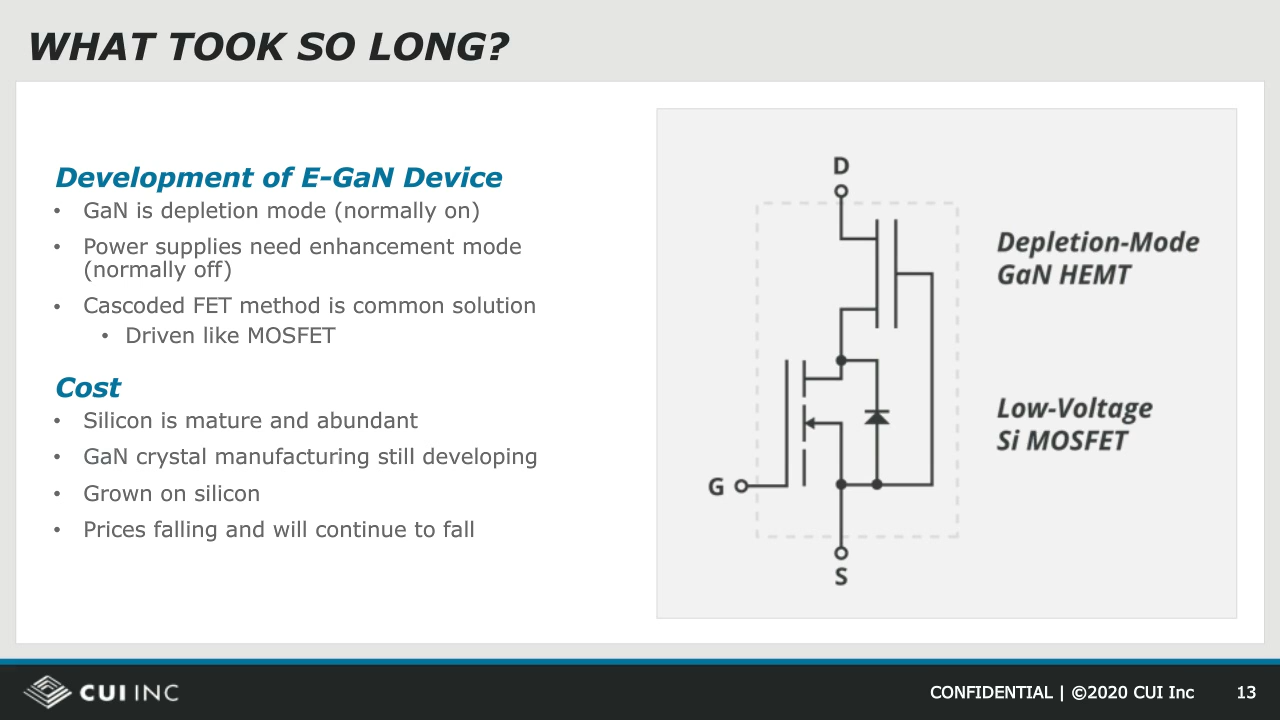 WHAT TOOK SO LONG?
Development of E-GaN Device
• GaN is depletion mode (normally on)
• Power supplies need enhancement mode
(normally off)
• Cascoded FET method is common solution
• Driven like MOSFET
Cost
• Silicon is mature and abundant
• GaN crystal manufacturing still developing
• Grown on silicon
• Prices falling and will continue to fall
D
Depletion-Mode
GaN HEMT
Low-Voltage
Si MOSFET
G
S
CUI INC
CONFIDENTIAL | ©2020 CUI Inc
13